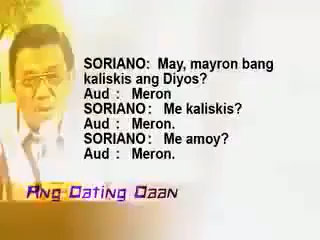 SORIANO: May, mayron bang
kaliskis ang Diyos?
Aud : Meron
SORIANO: Me kaliskis?
Aud : Meron.
SORIANO: Me amoy?
Aud : Meron.
Ang Dating Daan